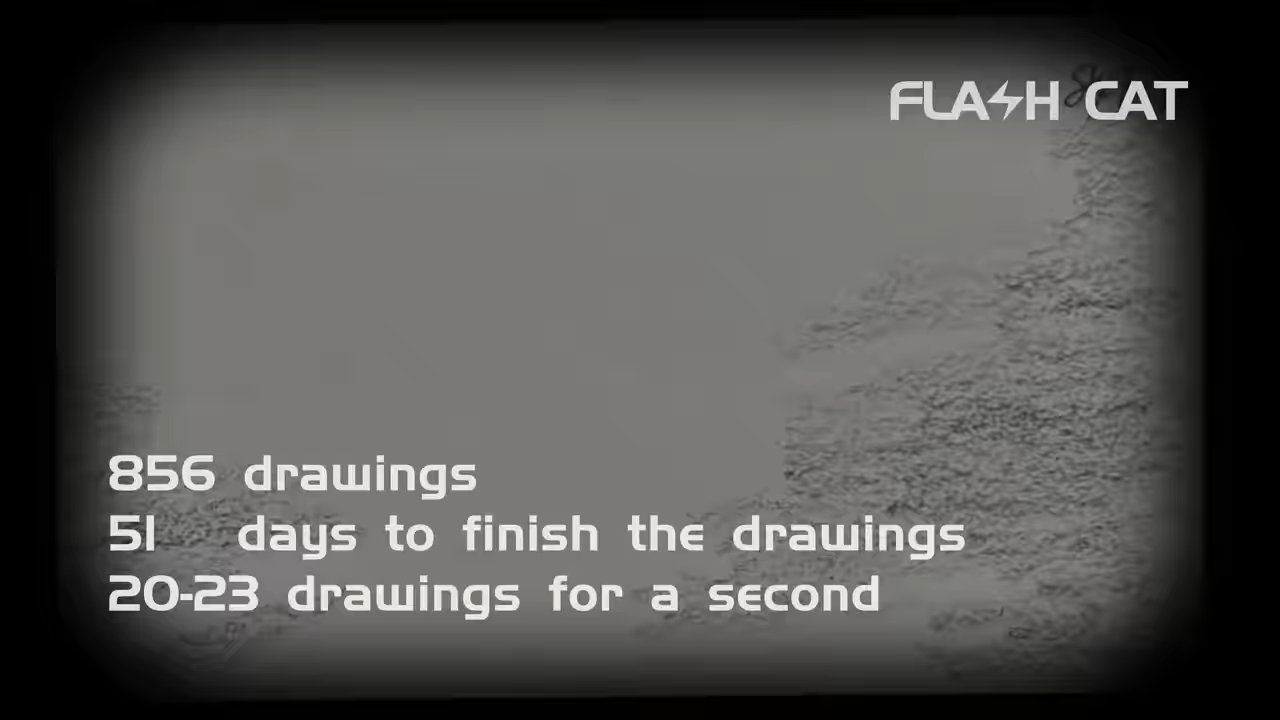 FLASH CAT
856 drawings
51 days to finish the drawings
20-23 drawings for a second